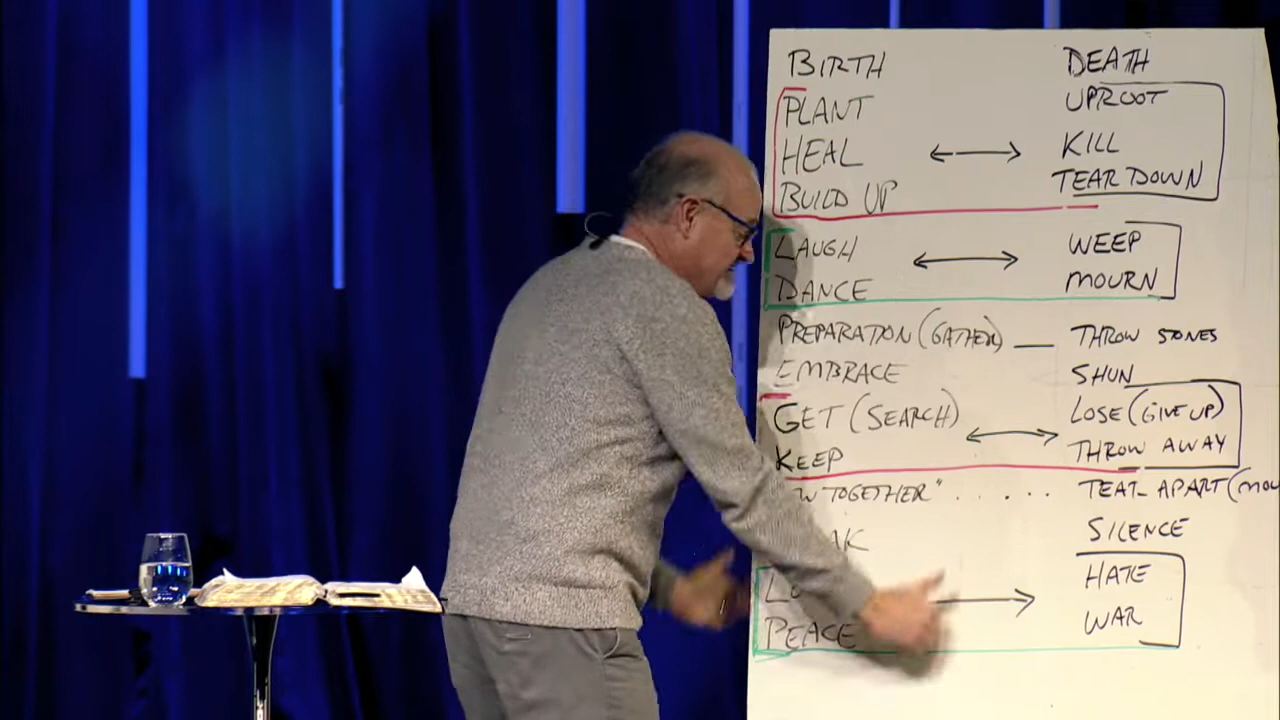 BIRTH DEATH
PLANT UPROOT
HEAL ↔ KILL
BUILD UP TEAR DOWN
LAUGH ↔ WEEP
DANCE MOURN
PREPARATION (GATHER) — THROW STONES
EMBRACE SHUN
GET (SEARCH) ↔ LOSE (GIVE UP)
KEEP THROW AWAY
TOGETHER" . . . . . . TEAR APART (
SILENCE
HATE
PEACE WAR